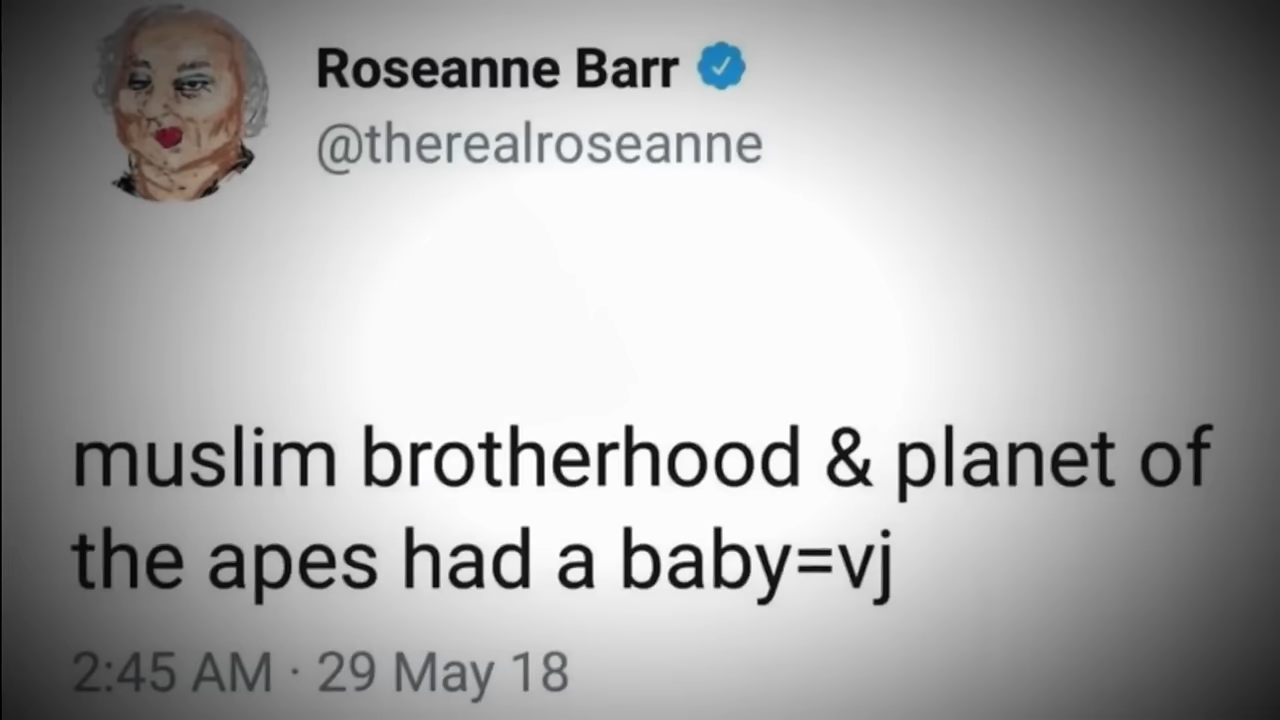 Roseanne Barr
@therealroseanne
muslim brotherhood & planet of
the apes had a baby=vj
2:45 AM · 29 May 18